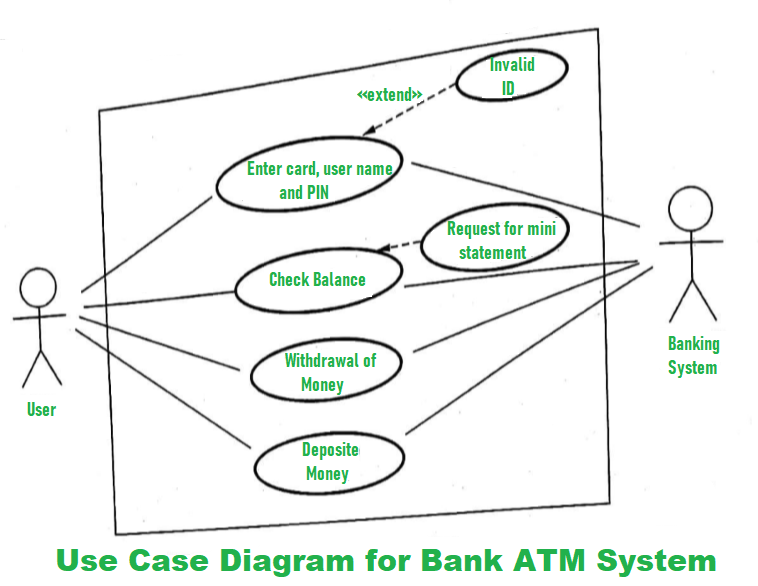 Invalid
ID
«extend»
Enter card, user name
and PIN
Request for mini
statement
Check Balance
Withdrawal of
Money
Deposite
Money
User
Banking
System
Use Case Diagram for Bank ATM System